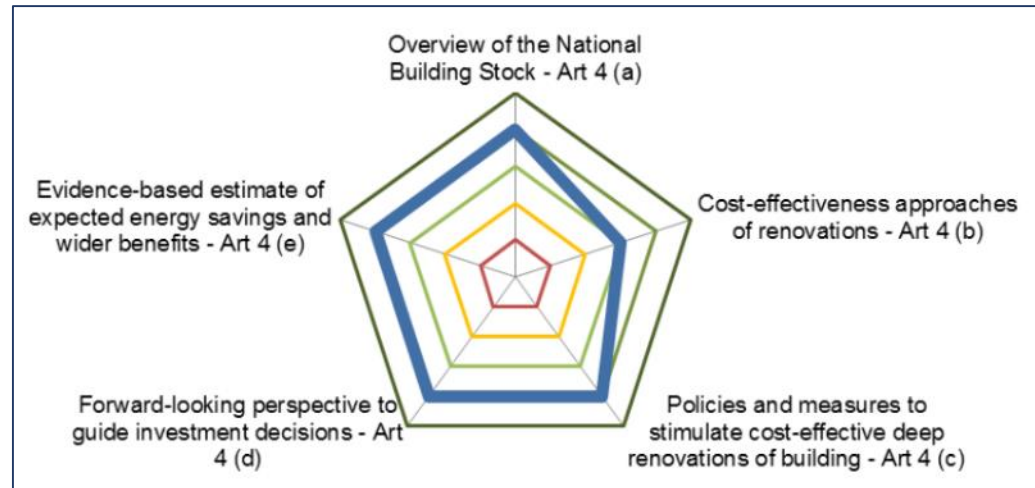 Overview of the National
Building Stock - Art 4 (a)
Evidence-based estimate of
expected energy savings and
wider benefits - Art 4 (e)
Cost-effectiveness approaches
of renovations - Art 4 (b)
Forward-looking perspective to
guide investment decisions - Art
4 (d)
Policies and measures to
stimulate cost-effective deep
renovations of building - Art 4 (c)